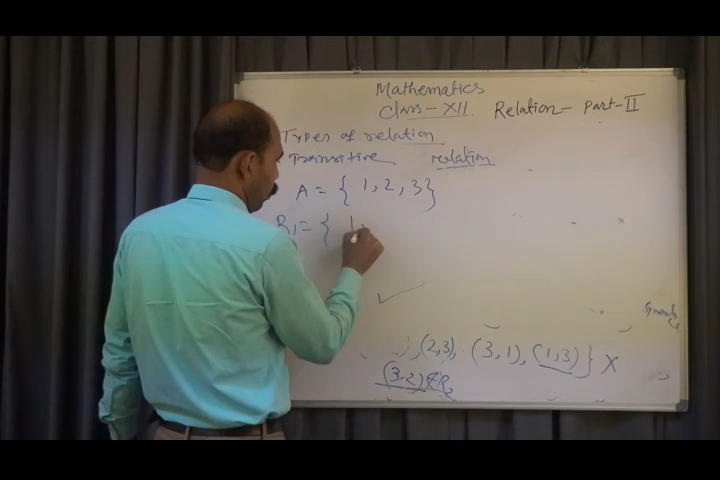 Mathematics
Class - XII Relation - Part - II
Types of relation
Transitive relation
A = { 1, 2, 3}
R1 = { 1
, (2,3), (3,1), (1,3) } X
(3,2) ∉ R2